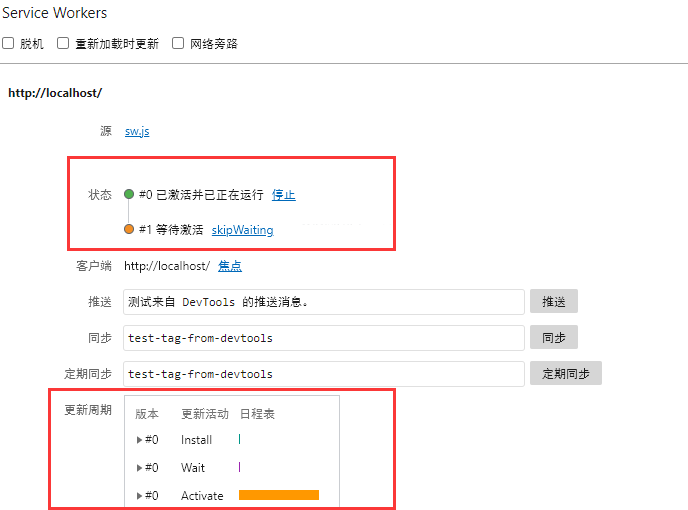 Service Workers
脱机 重新加载时更新 网络旁路
http://localhost/
源 sw.js
状态 #0 已激活并已正在运行 停止
#1 等待激活 skipWaiting
客户端 http://localhost/ 焦点
推送 测试来自 DevTools 的推送消息。 推送
同步 test-tag-from-devtools 同步
定期同步 test-tag-from-devtools 定期同步
更新周期 版本 更新活动 日程表
#0 Install
#0 Wait
#0 Activate